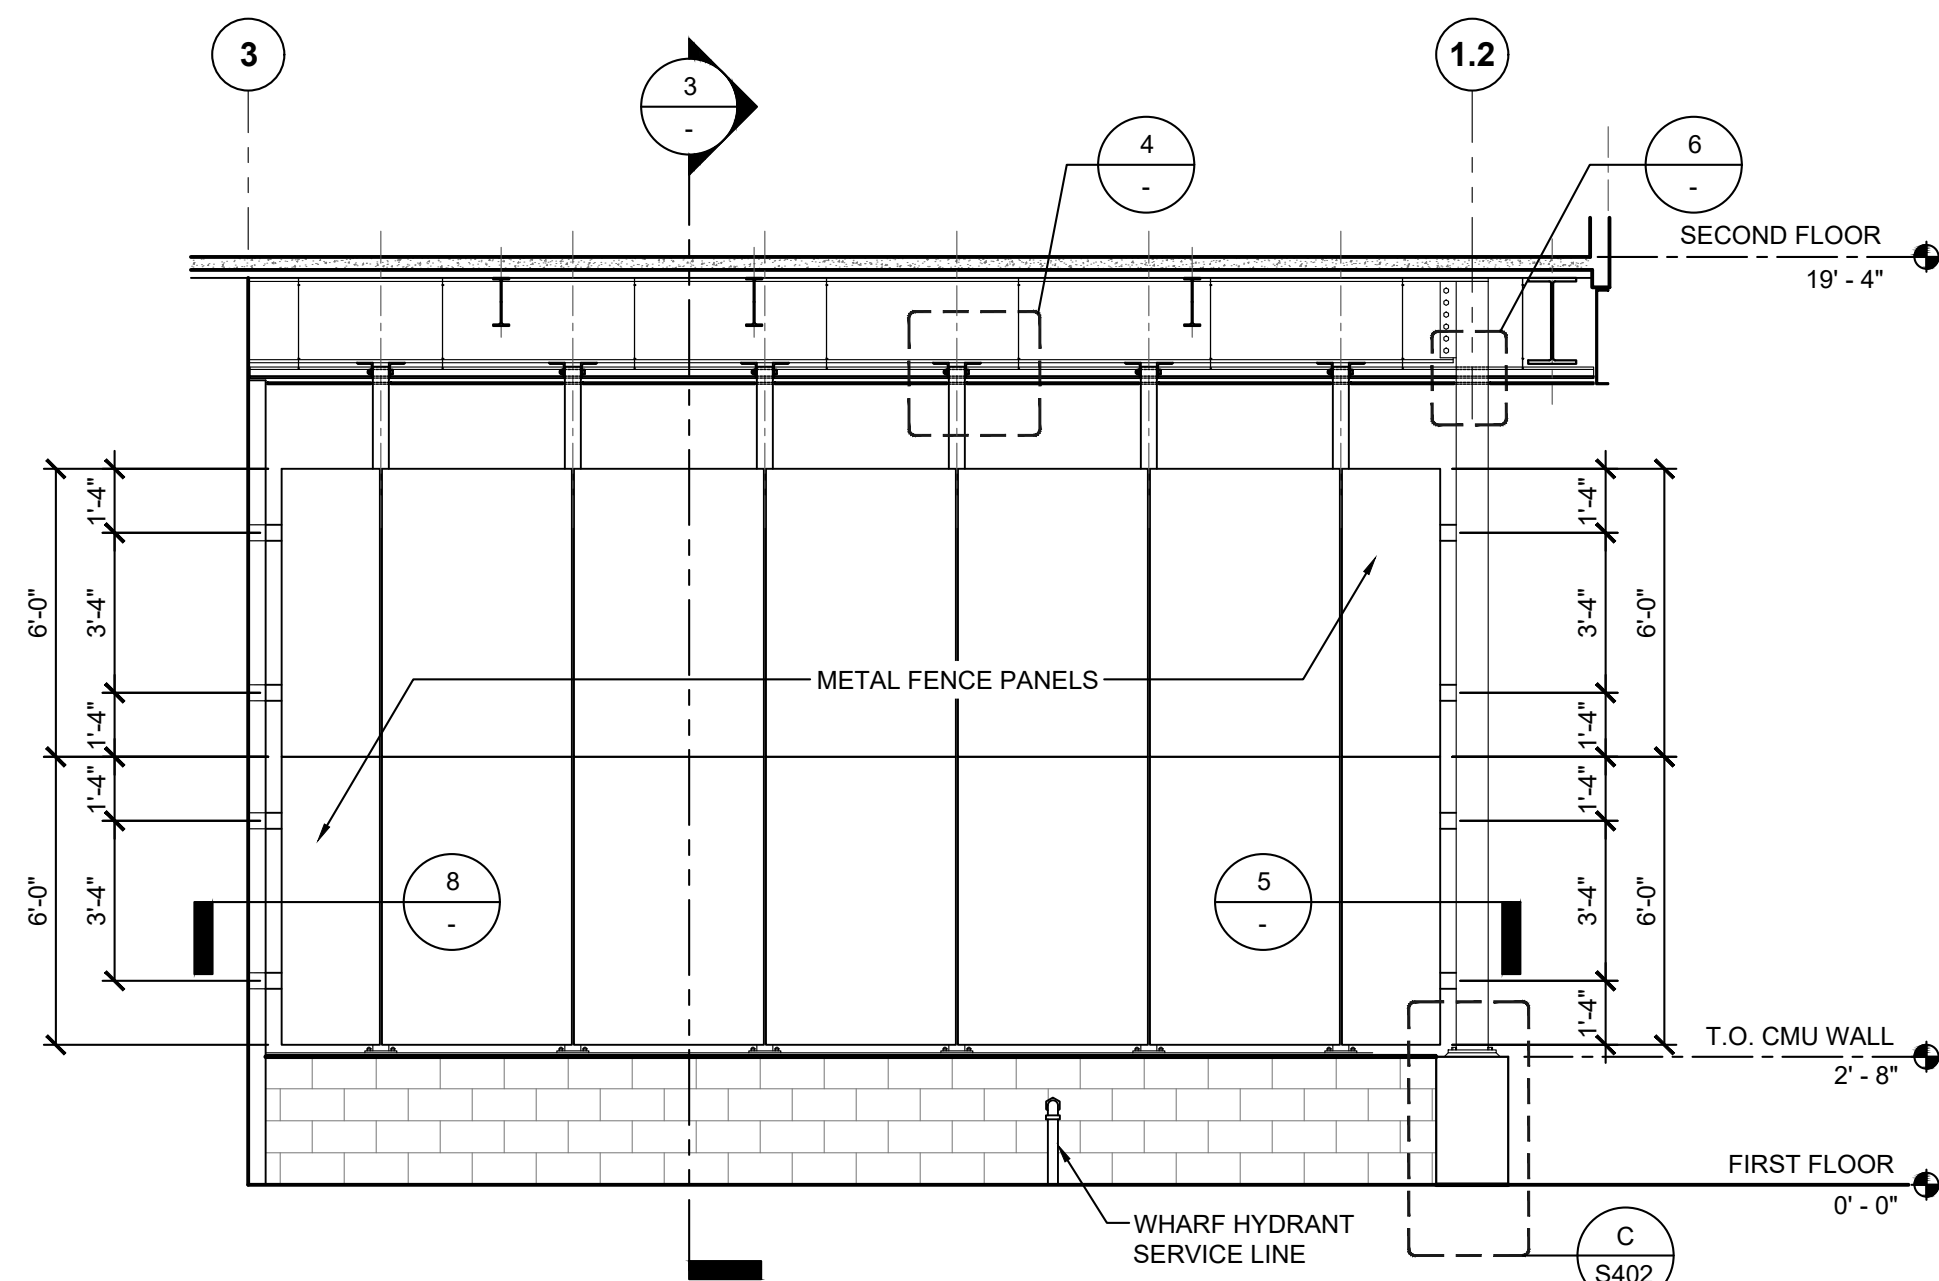 3
1.2
3
-
4
-
6
-
SECOND FLOOR
19' - 4"
1'-4"
3'-4"
6'-0"
1'-4"
1'-4"
3'-4"
6'-0"
METAL FENCE PANELS
1'-4"
3'-4"
6'-0"
1'-4"
1'-4"
3'-4"
6'-0"
1'-4"
8
-
5
-
T.O. CMU WALL
2' - 8"
FIRST FLOOR
0' - 0"
WHARF HYDRANT
SERVICE LINE
C
S402